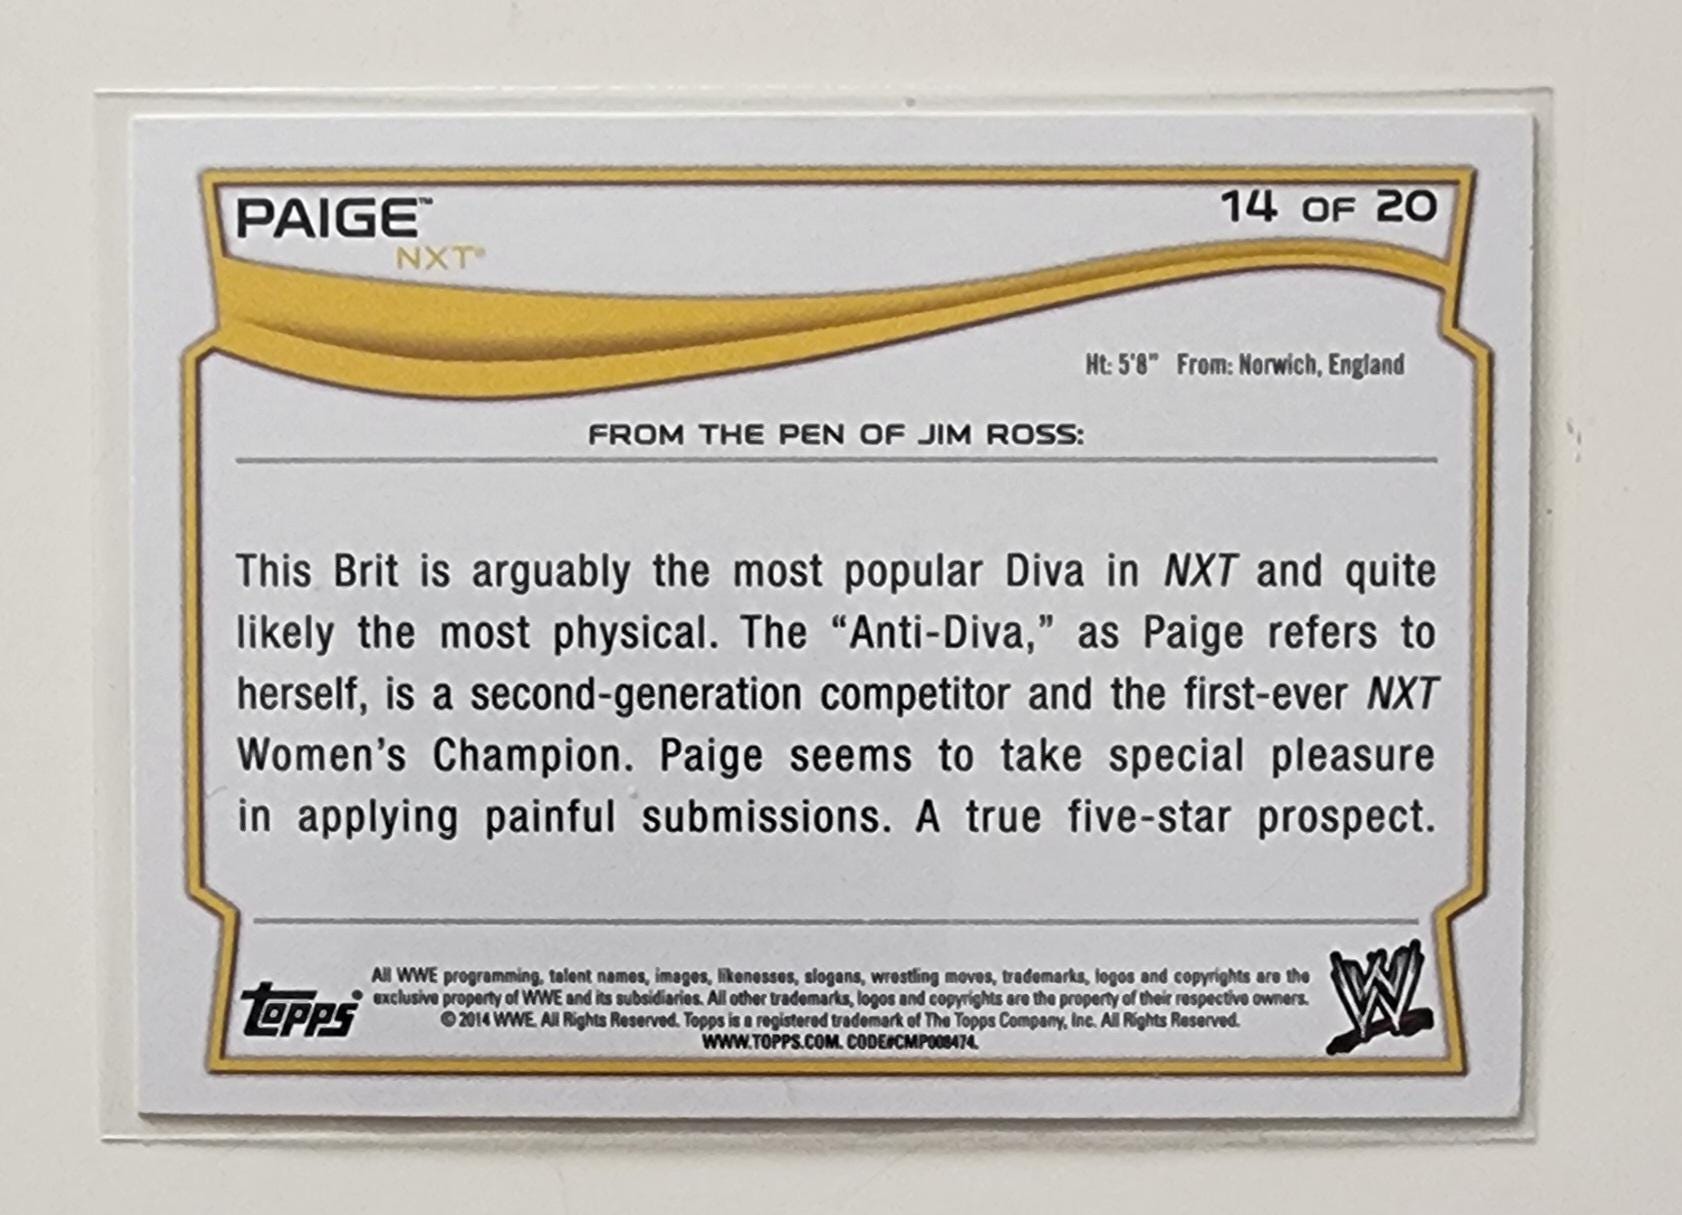 PAIGE™
14 OF 20
NXT®
Ht: 5'8" From: Norwich, England
FROM THE PEN OF JIM ROSS:
This Brit is arguably the most popular Diva in NXT and quite
likely the most physical. The “Anti-Diva,” as Paige refers to
herself, is a second-generation competitor and the first-ever NXT
Women’s Champion. Paige seems to take special pleasure
in applying painful submissions. A true five-star prospect.
All WWE programming, talent names, images, likenesses, slogans, wrestling moves, trademarks, logos and copyrights are the
exclusive property of WWE and its subsidiaries. All other trademarks, logos and copyrights are the property of their respective owners.
© 2014 WWE. All Rights Reserved. Topps is a registered trademark of The Topps Company, Inc. All Rights Reserved.
WWW.TOPPS.COM. CODE#CMP008474.
Topps®
W